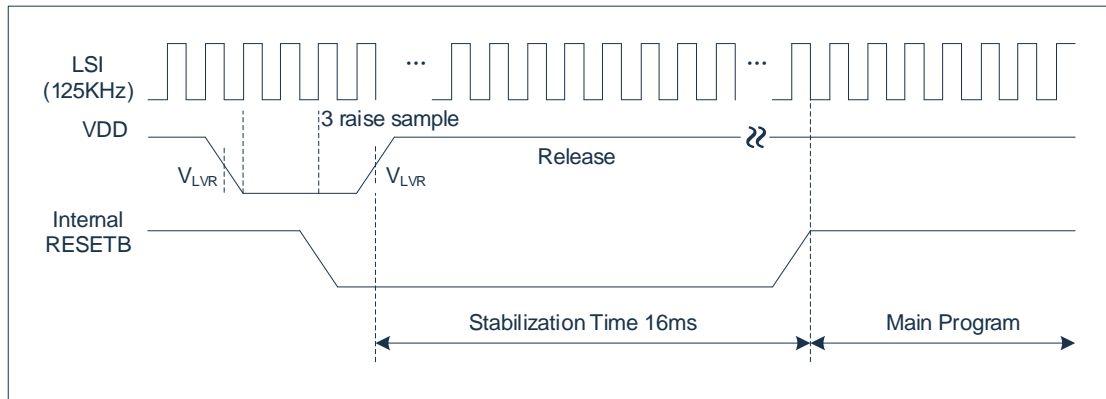 LSI
(125KHz)
... ...
3 raise sample
VDD
Release
VLVR VLVR
Internal
RESETB
Stabilization Time 16ms Main Program